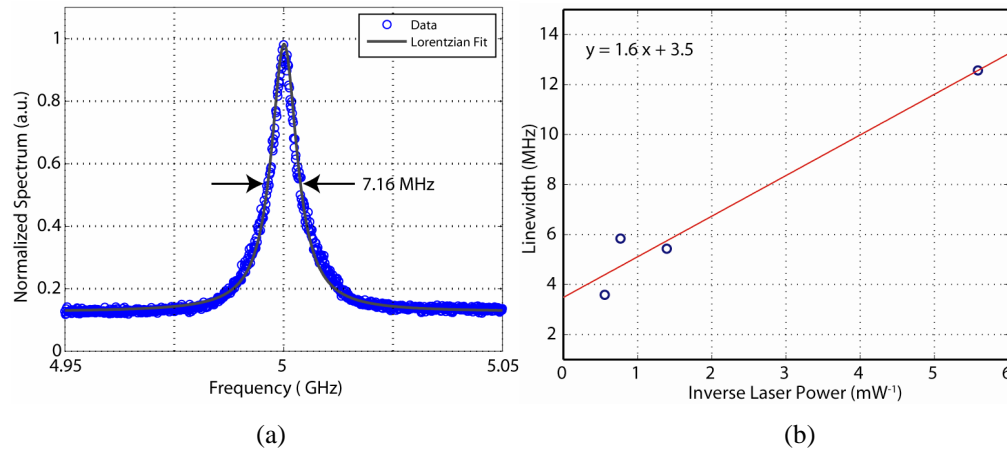 Data
Lorentzian Fit
1
0.8
0.6
0.4
0.2
0
Normalized Spectrum (a.u.)
7.16 MHz
4.95
5
5.05
Frequency ( GHz)
(a)
y = 1.6 x + 3.5
14
12
10
8
6
4
2
Linewidth (MHz)
0
1
2
3
4
5
6
Inverse Laser Power (mW⁻¹)
(b)